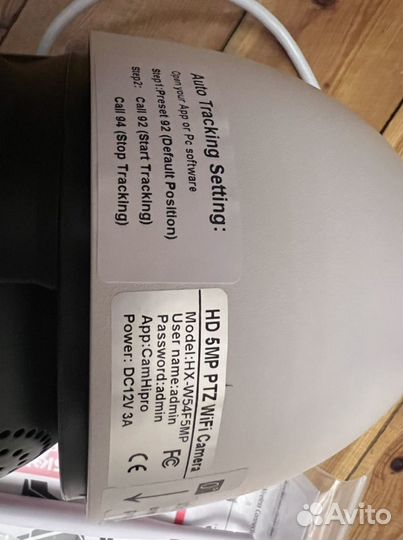 Auto Tracking Setting:
Open your App or Pc software
Step1:Preset 92 (Default Position)
Step2: Call 92 (Start Tracking)
Call 94 (Stop Tracking)
HD 5MP PTZ WiFi Camera
Model:HX-W54F5MP
User name:admin
Password:admin
App:CamHipro
Power: DC12V 3A
FC CE
Avito